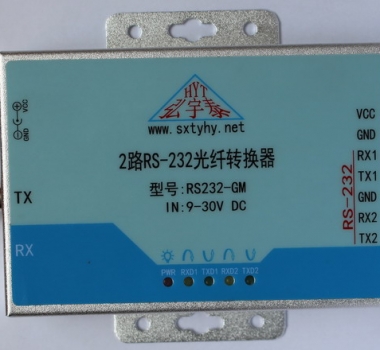 HYT
宏宇泰
www.sxtyhy.net
2路RS-232光纤转换器
型号:RS232-GM
IN:9-30V DC
VCC
GND
TX
RX
PWR RXD1 TXD1 RXD2 TXD2
RS-232
VCC
GND
RX1
TX1
GND
RX2
TX2